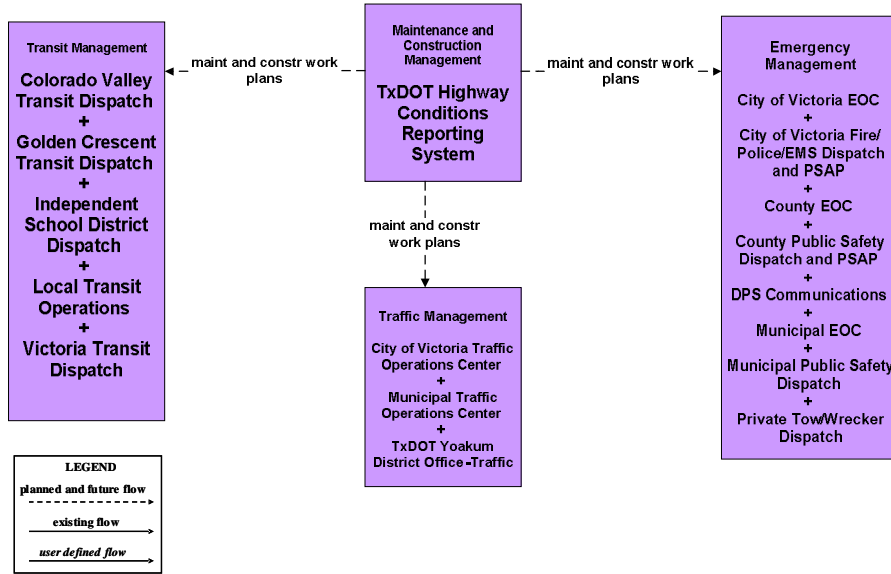 Transit Management
Colorado Valley
Transit Dispatch
+
Golden Crescent
Transit Dispatch
+
Independent
School District
Dispatch
+
Local Transit
Operations
+
Victoria Transit
Dispatch
maint and constr work
plans
Maintenance and
Construction
Management
TxDOT Highway
Conditions
Reporting
System
maint and constr work
plans
maint and constr
work plans
Traffic Management
City of Victoria Traffic
Operations Center
+
Municipal Traffic
Operations Center
+
TxDOT Yoakum
District Office-Traffic
Emergency
Management
City of Victoria EOC
+
City of Victoria Fire/
Police/EMS Dispatch
and PSAP
+
County EOC
+
County Public Safety
Dispatch and PSAP
+
DPS Communications
+
Municipal EOC
+
Municipal Public Safety
Dispatch
+
Private Tow/Wrecker
Dispatch
LEGEND
planned and future flow
existing flow
user defined flow